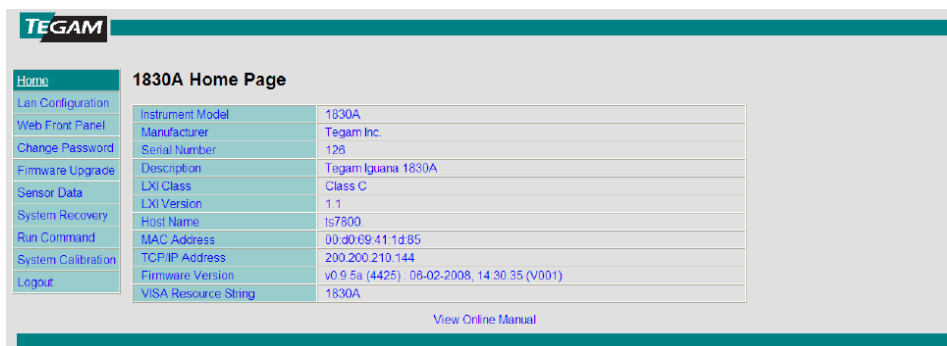 TEGAM
Home
Lan Configuration
Web Front Panel
Change Password
Firmware Upgrade
Sensor Data
System Recovery
Run Command
System Calibration
Logout
1830A Home Page
Instrument Model 1830A
Manufacturer Tegam Inc.
Serial Number 126
Description Tegam Iguana 1830A
LXI Class Class C
LXI Version 1.1
Host Name ts7800.
MAC Address 00:d0:69:41:1d:85
TCP/IP Address 200.200.210.144
Firmware Version v0.9.5a (4425) : 06-02-2008, 14:30:35 (V001)
VISA Resource String 1830A
View Online Manual